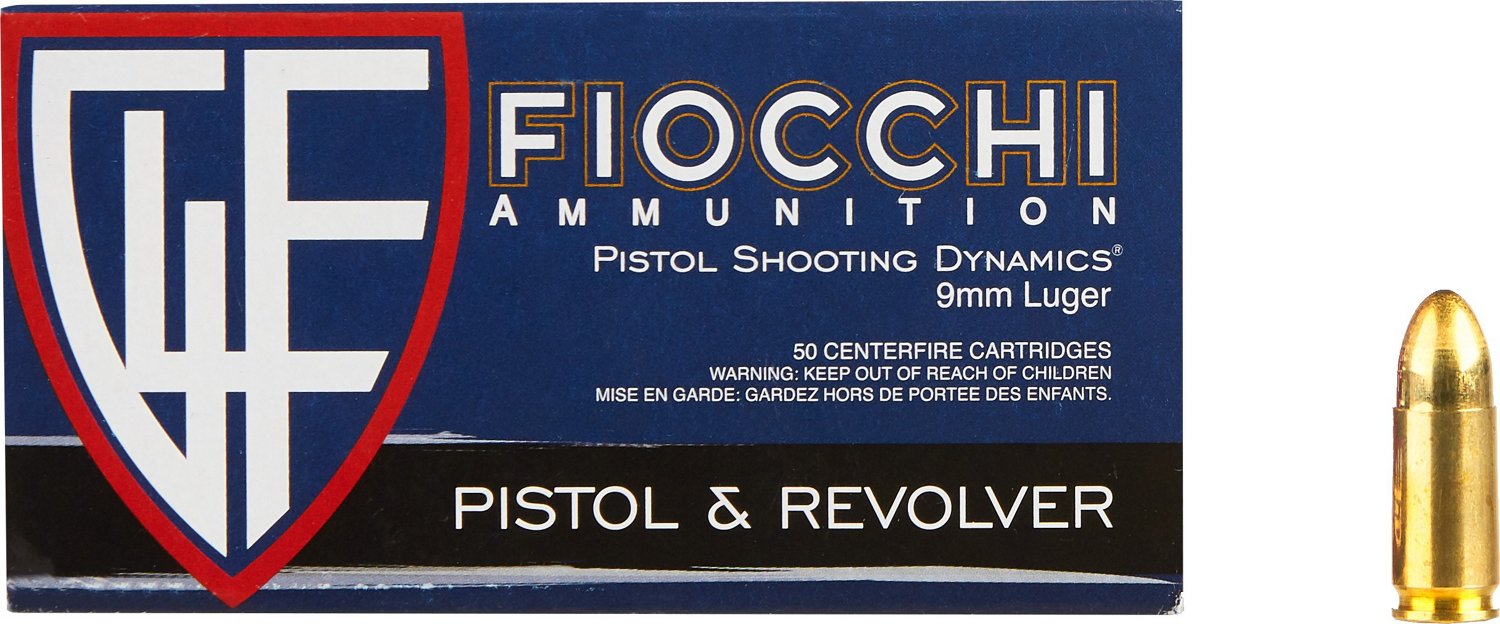 GF
FIOCCHI
AMMUNITION
PISTOL SHOOTING DYNAMICS®
9mm Luger
50 CENTERFIRE CARTRIDGES
WARNING: KEEP OUT OF REACH OF CHILDREN
MISE EN GARDE: GARDEZ HORS DE PORTEE DES ENFANTS.
PISTOL & REVOLVER